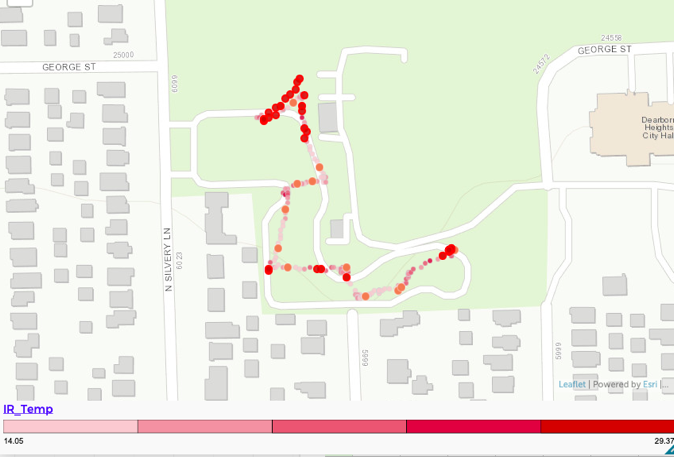 24558
GEORGE ST
25000
GEORGE ST
24572
6099
Dearborn
Heights
City Hall
N SILVERY LN
6023
5995
5999
Leaflet | Powered by Esri |...
IR_Temp
14.05
29.37